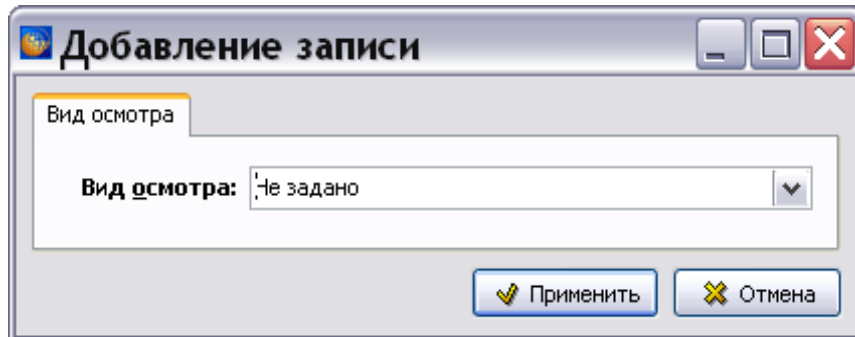 Добавление записи
Вид осмотра
Вид осмотра: Не задано
Применить Отмена